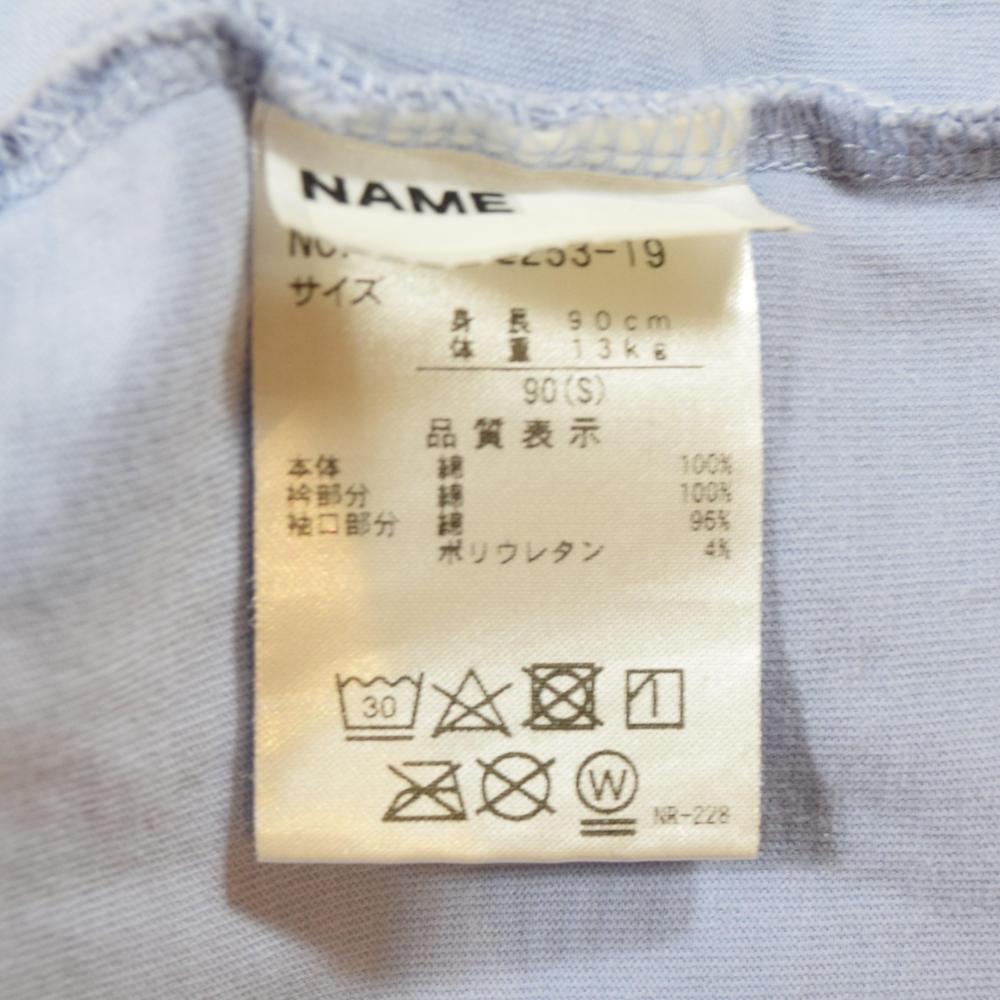 NAME
253-19
サイズ
身長 90cm
体重 13kg
90(S)
品質表示
本体 綿 100%
衿部分 綿 100%
袖口部分 綿 96%
ポリウレタン 4%
30
W
NR-228